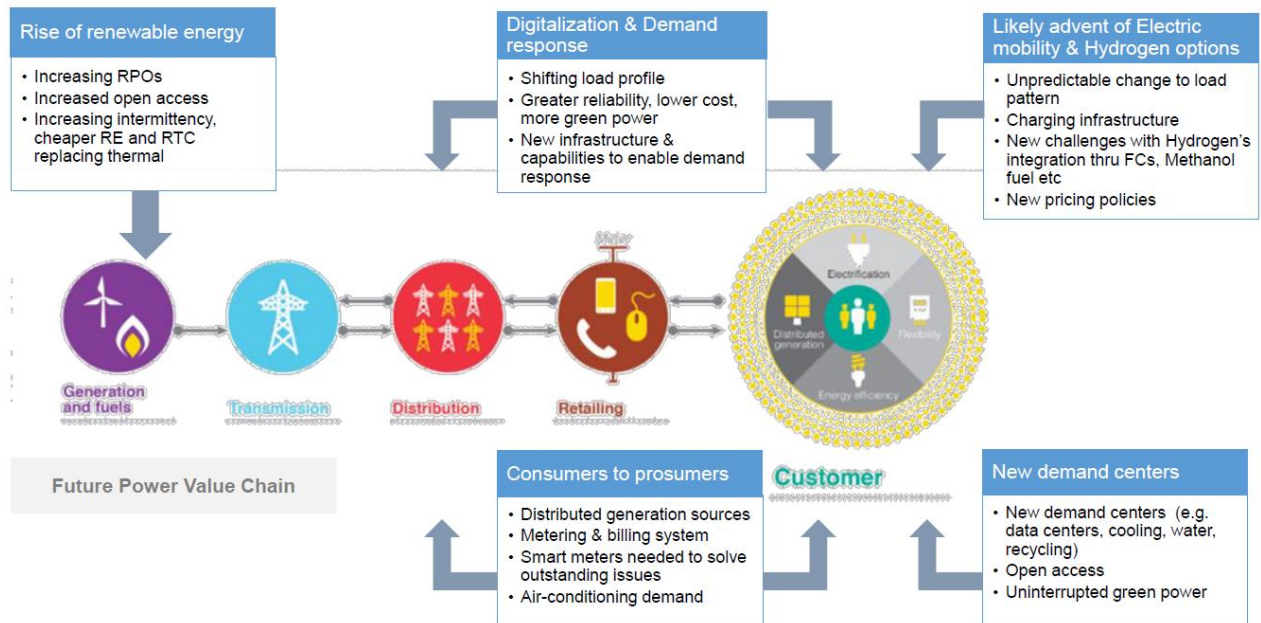 Rise of renewable energy
• Increasing RPOs
• Increased open access
• Increasing intermittency,
cheaper RE and RTC
replacing thermal
Digitalization & Demand
response
• Shifting load profile
• Greater reliability, lower cost,
more green power
• New infrastructure &
capabilities to enable demand
response
Likely advent of Electric
mobility & Hydrogen options
• Unpredictable change to load
pattern
• Charging infrastructure
• New challenges with Hydrogen's
integration thru FCs, Methanol
fuel etc
• New pricing policies
Meter
Electrification
Distributed
generation
Flexibility
Energy efficiency
Generation
and fuels
Transmission
Distribution
Retailing
Customer
Future Power Value Chain
Consumers to prosumers
• Distributed generation sources
• Metering & billing system
• Smart meters needed to solve
outstanding issues
• Air-conditioning demand
New demand centers
• New demand centers (e.g.
data centers, cooling, water,
recycling)
• Open access
• Uninterrupted green power